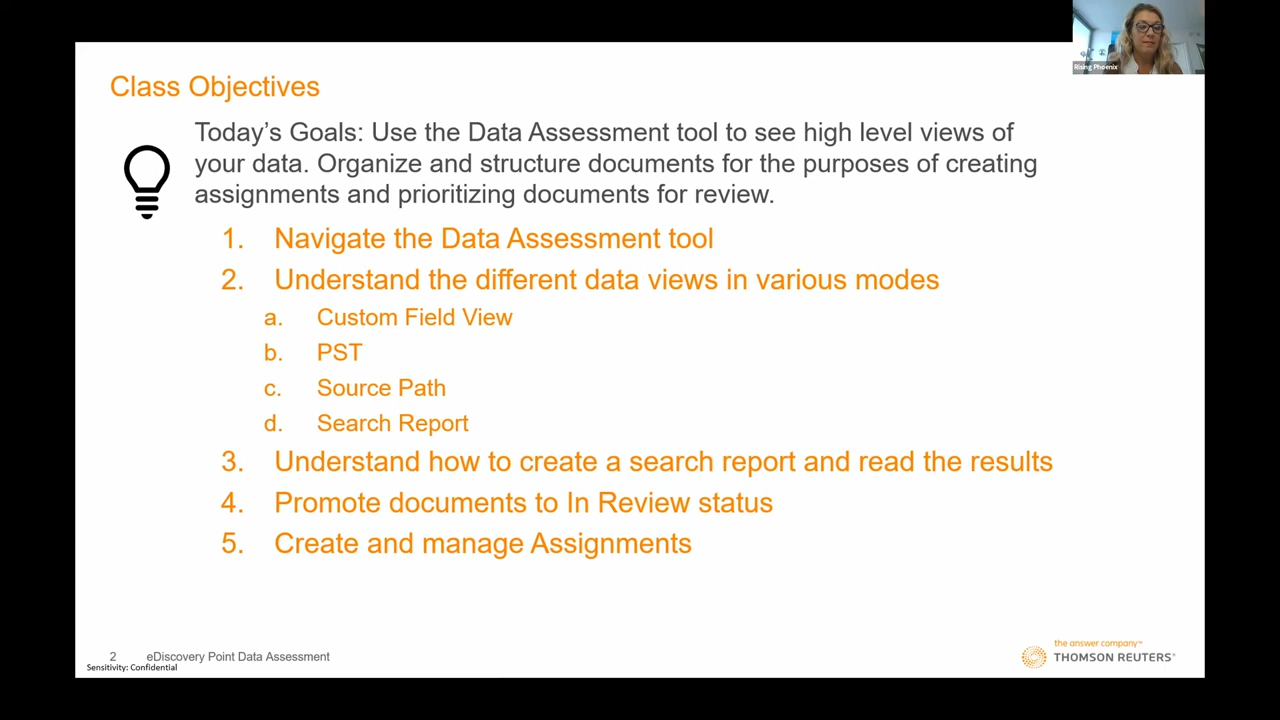 Rising Phoenix
Class Objectives
Today’s Goals: Use the Data Assessment tool to see high level views of
your data. Organize and structure documents for the purposes of creating
assignments and prioritizing documents for review.
1. Navigate the Data Assessment tool
2. Understand the different data views in various modes
a. Custom Field View
b. PST
c. Source Path
d. Search Report
3. Understand how to create a search report and read the results
4. Promote documents to In Review status
5. Create and manage Assignments
2 eDiscovery Point Data Assessment
Sensitivity: Confidential
the answer company™
THOMSON REUTERS®